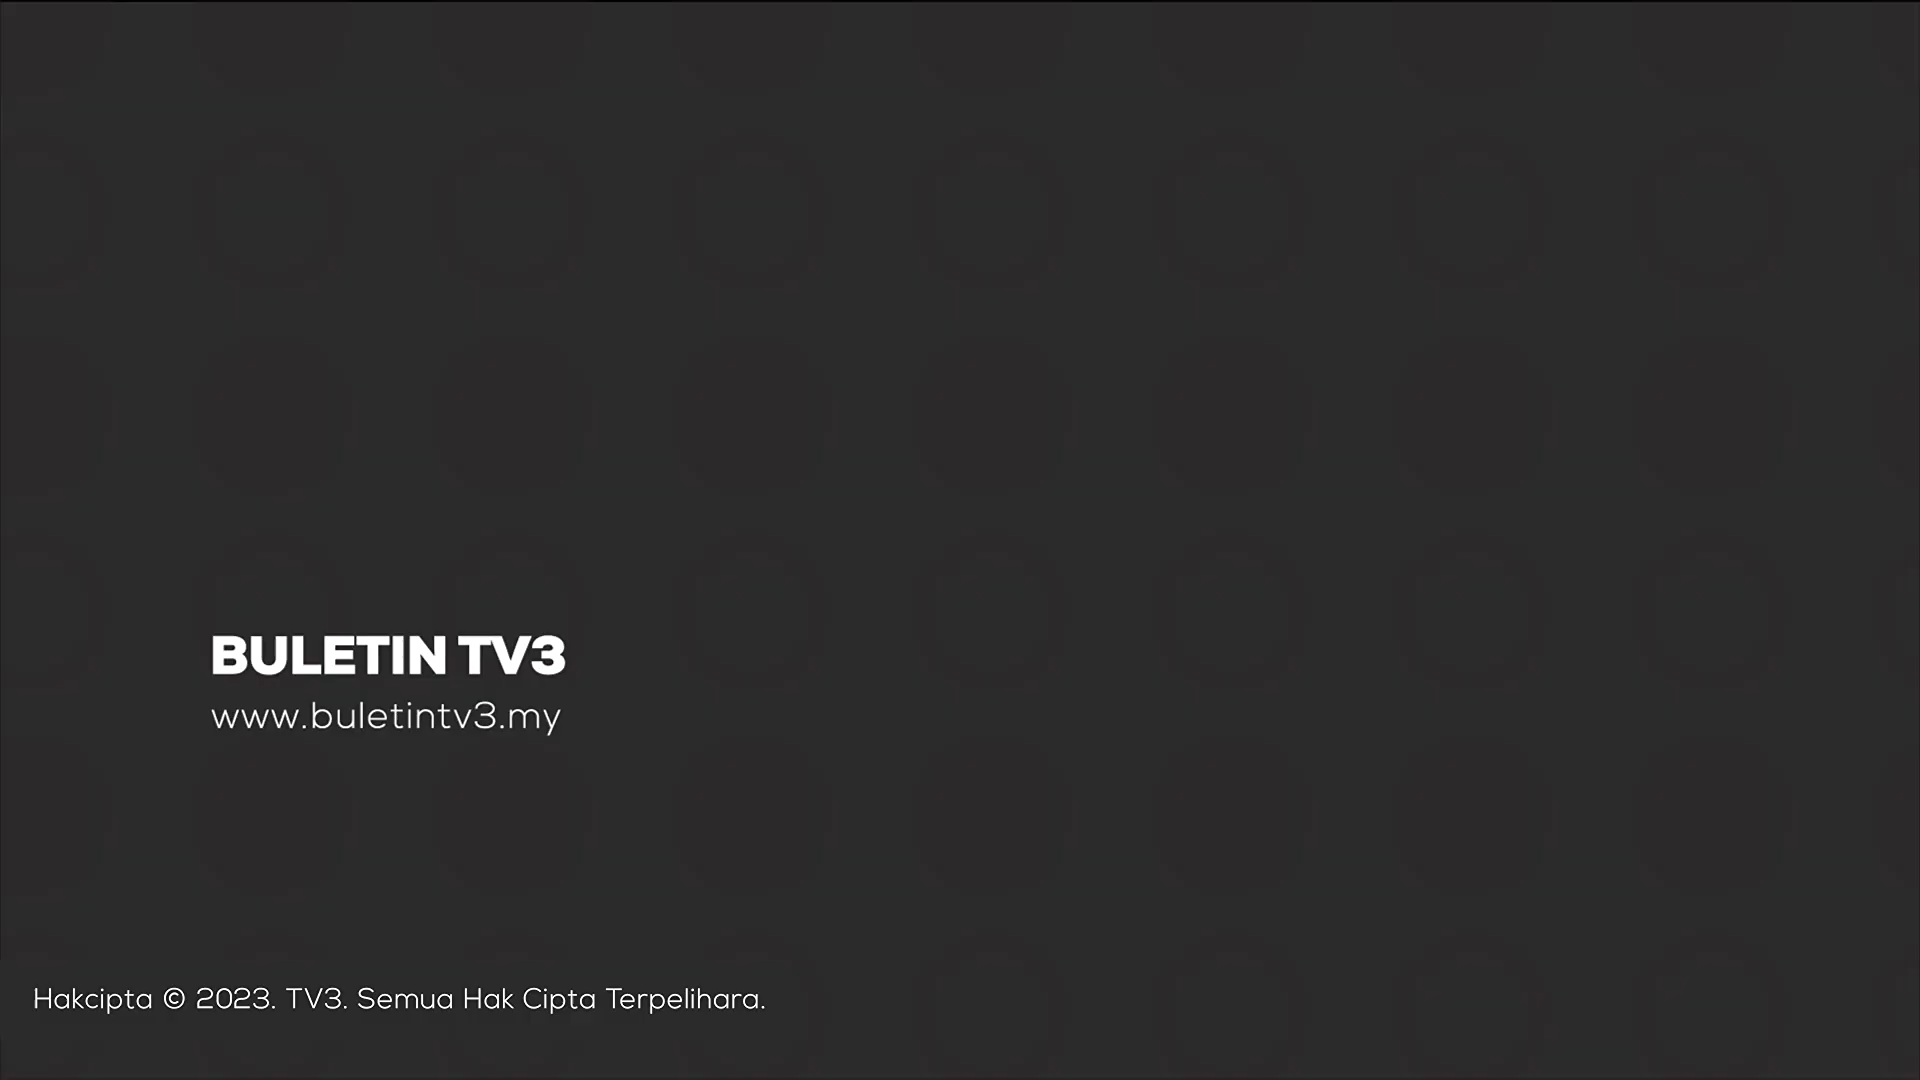 BULETIN TV3
www.buletintv3.my
Hakcipta © 2023. TV3. Semua Hak Cipta Terpelihara.